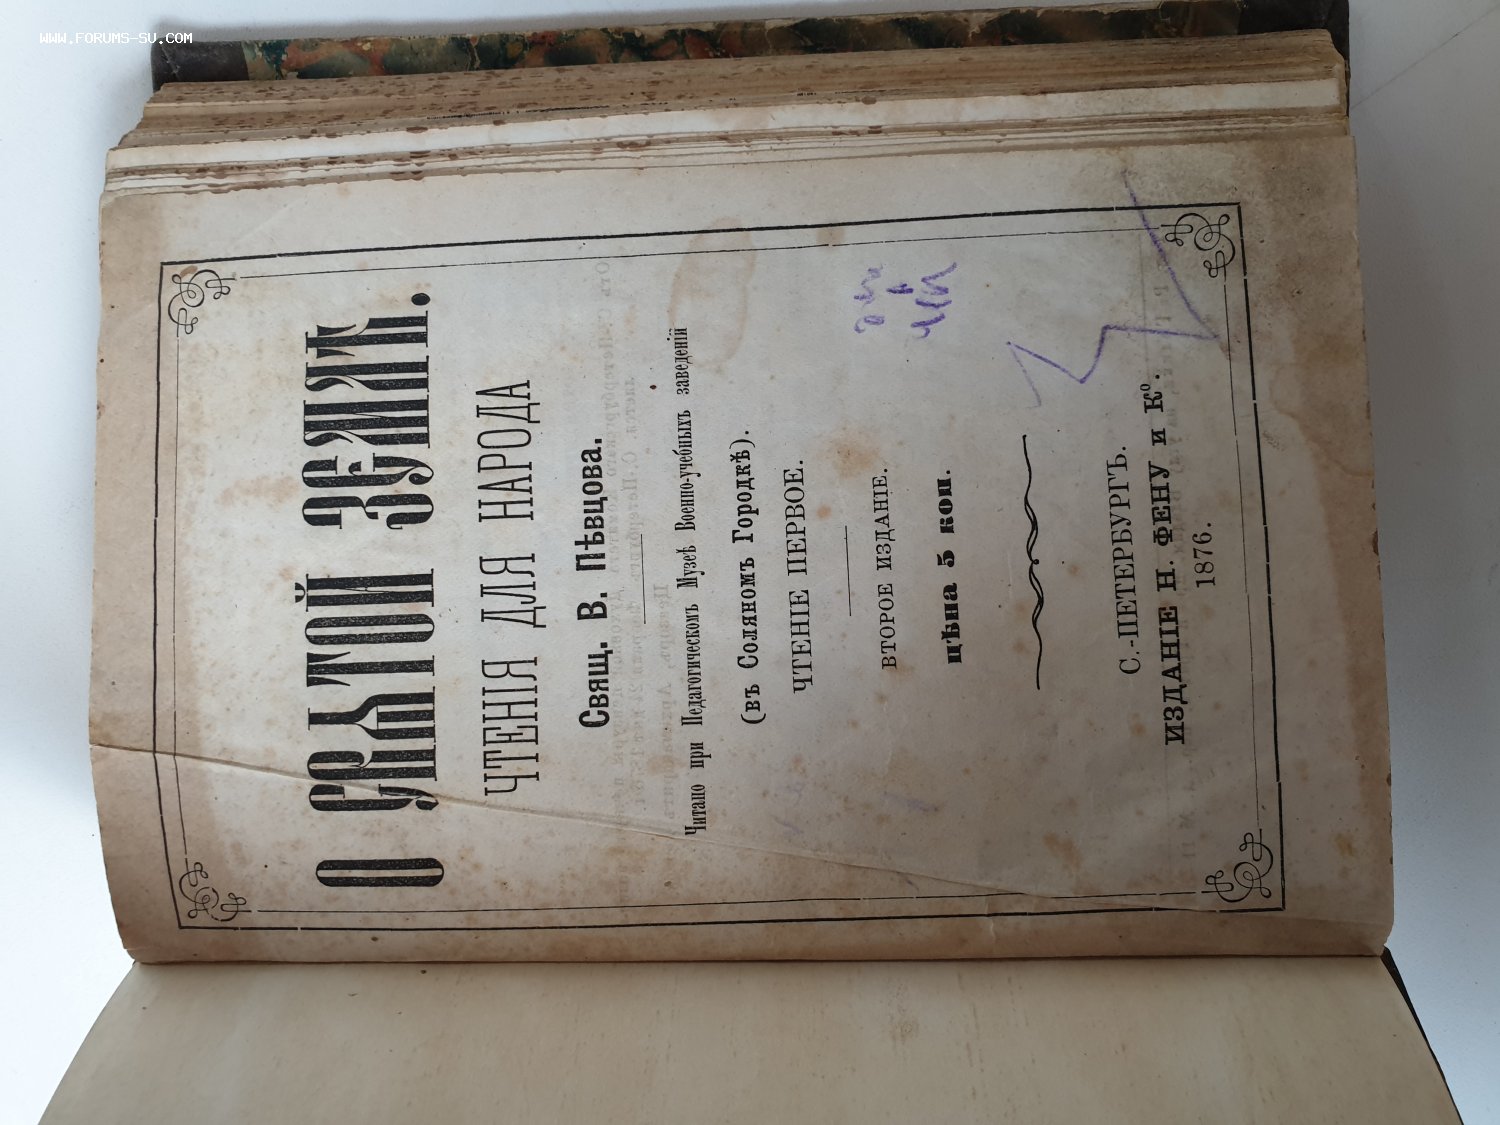 WWW.FORUMS-SU.COM
О СВЯТОЙ ЗЕМЛѢ.
ЧТЕНІЯ ДЛЯ НАРОДА
Свящ. В. Пѣвцова.
Читано при Педагогическомъ Музеѣ Военно-учебныхъ заведеній
(въ Соляномъ Городкѣ).
ЧТЕНІЕ ПЕРВОЕ.
ВТОРОЕ ИЗДАНІЕ.
Цѣна 5 коп.
С.-ПЕТЕРБУРГЪ.
ИЗДАНІЕ Н. ФЕНУ и Ко.
1876.